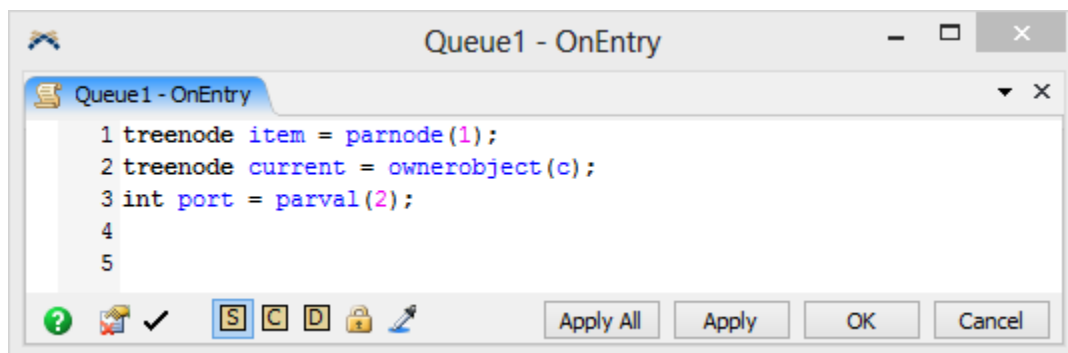 Queue1 - OnEntry
Queue1 - OnEntry
1 treenode item = parnode(1);
2 treenode current = ownerobject(c);
3 int port = parval(2);
4
5
S C D Apply All Apply OK Cancel